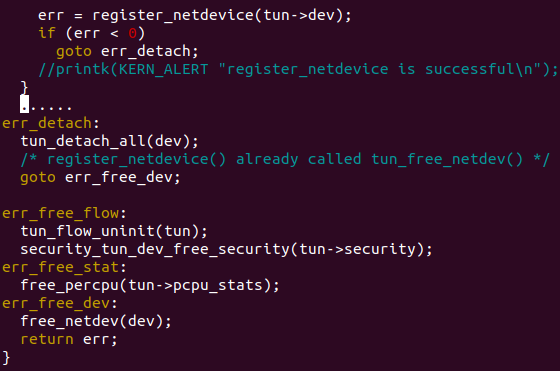 err = register_netdevice(tun->dev);
if (err < 0)
goto err_detach;
//printk(KERN_ALERT "register_netdevice is successful\n");
}
......
err_detach:
tun_detach_all(dev);
/* register_netdevice() already called tun_free_netdev() */
goto err_free_dev;
err_free_flow:
tun_flow_uninit(tun);
security_tun_dev_free_security(tun->security);
err_free_stat:
free_percpu(tun->pcpu_stats);
err_free_dev:
free_netdev(dev);
return err;
}